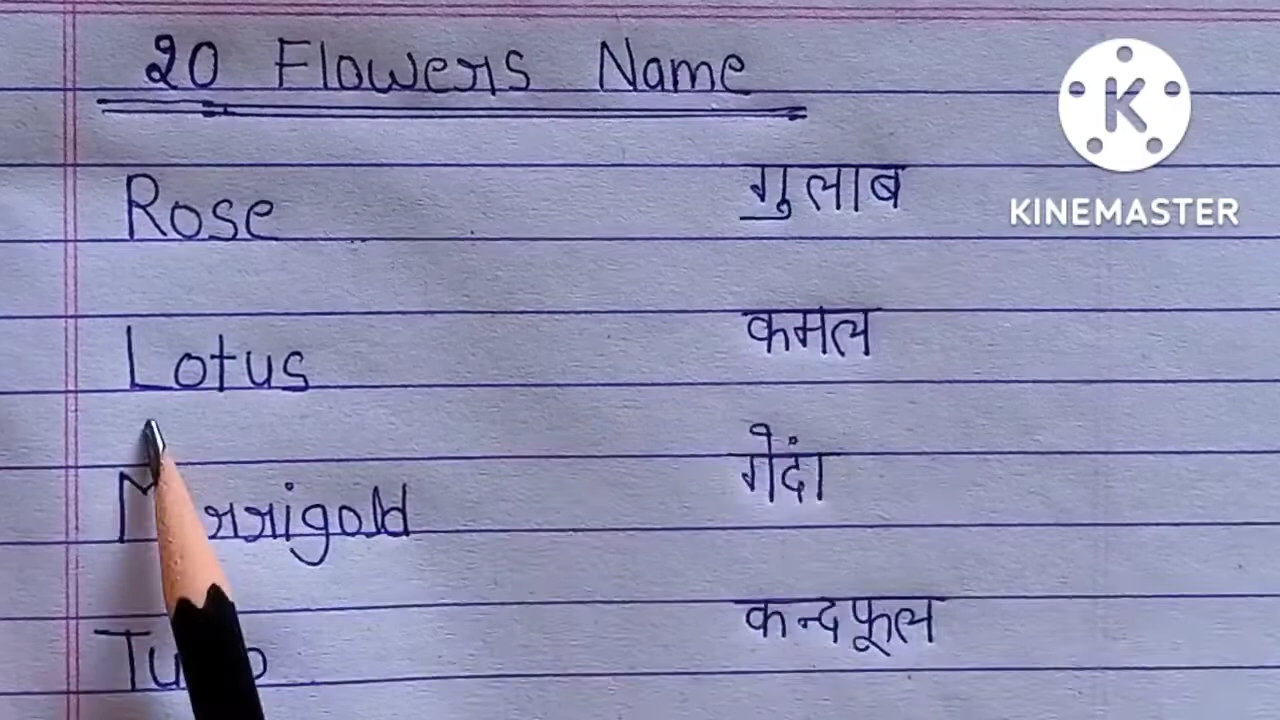 20 Flowers Name
K
KINEMASTER
Rose गुलाब
Lotus कमल
गेंदा
कन्दफूल